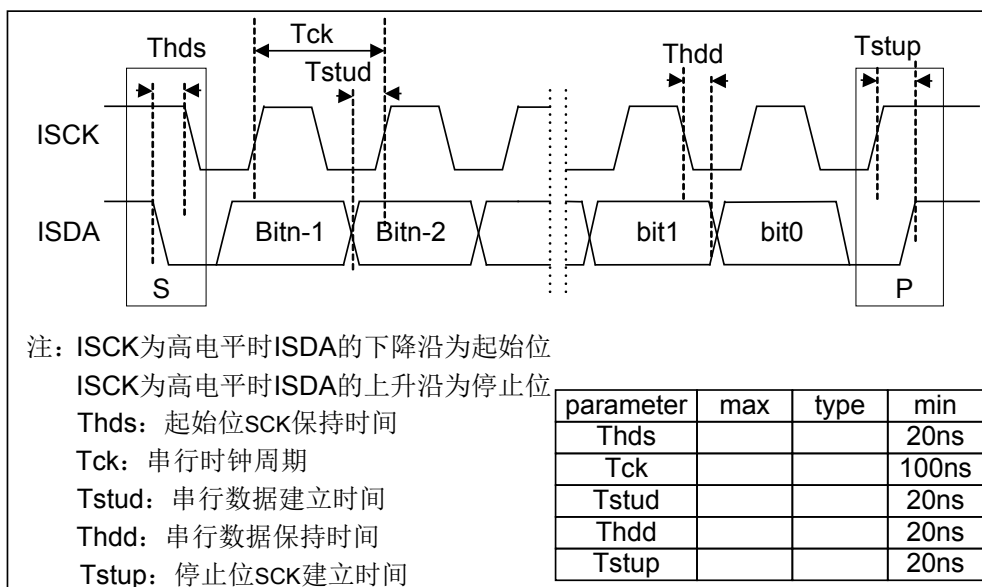 Thds
Tck
Tstud
Thdd
Tstup
ISCK
ISDA
Bitn-1
Bitn-2
bit1
bit0
S
P
注：ISCK为高电平时ISDA的下降沿为起始位
ISCK为高电平时ISDA的上升沿为停止位
Thds：起始位SCK保持时间
Tck：串行时钟周期
Tstud：串行数据建立时间
Thdd：串行数据保持时间
Tstup：停止位SCK建立时间
parameter max type min
Thds 20ns
Tck 100ns
Tstud 20ns
Thdd 20ns
Tstup 20ns